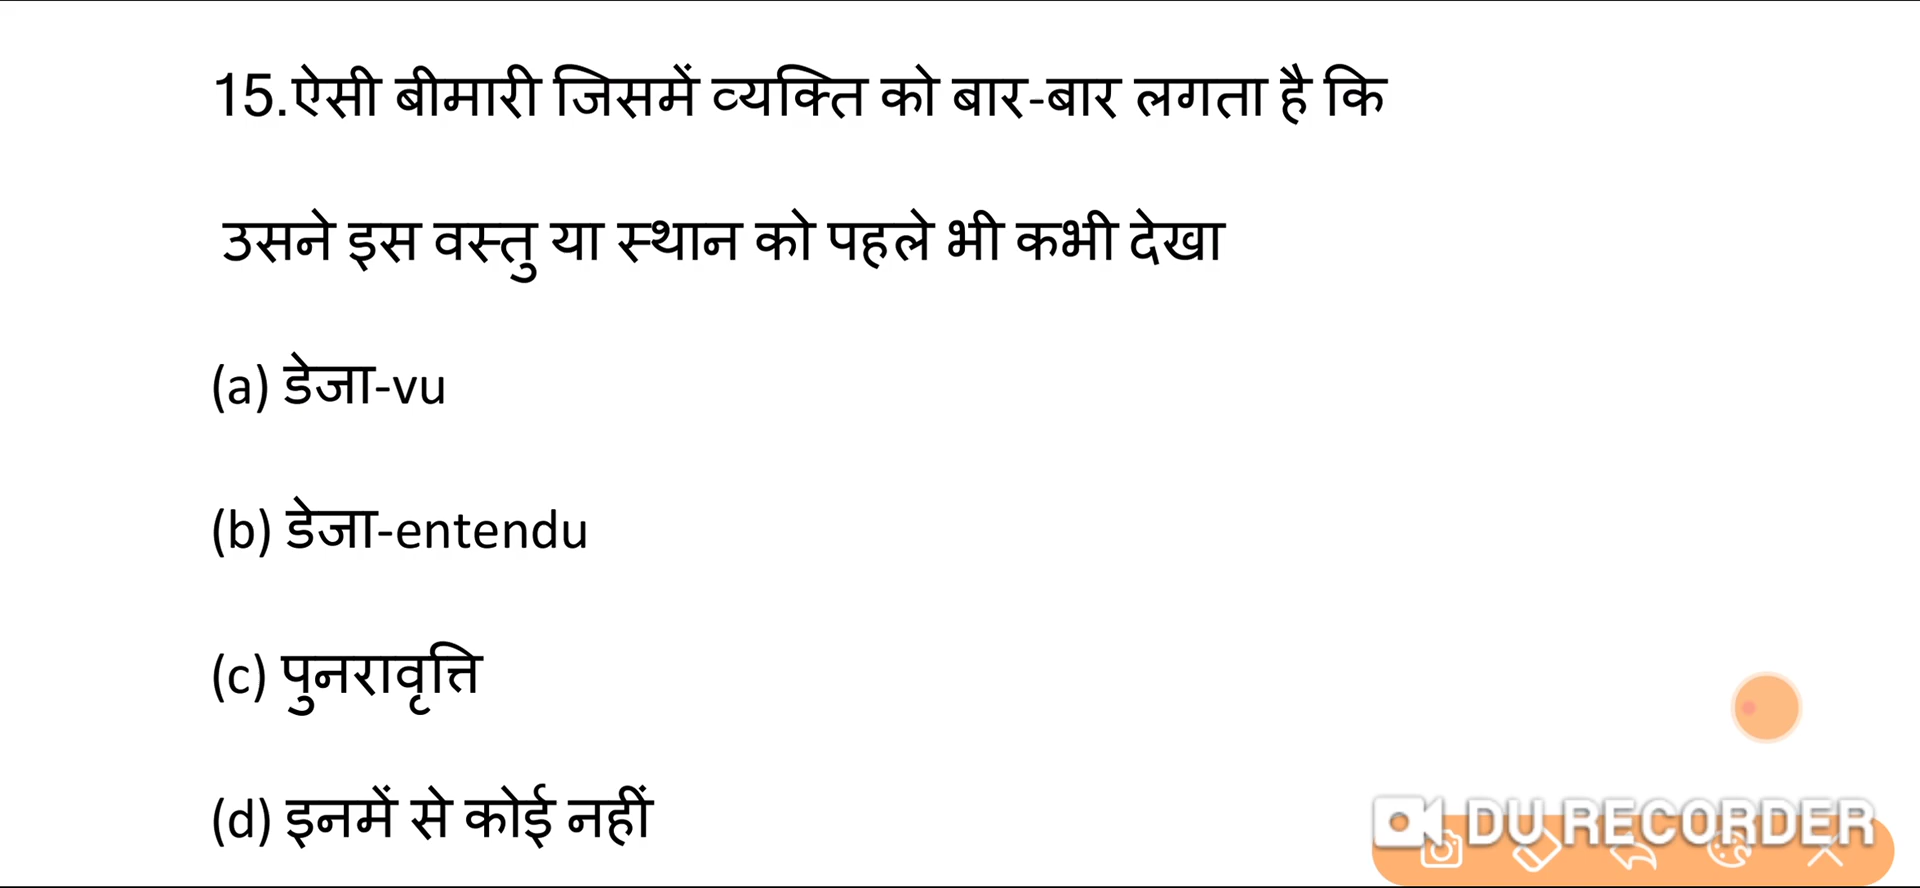 15.ऐसी बीमारी जिसमें व्यक्ति को बार-बार लगता है कि
उसने इस वस्तु या स्थान को पहले भी कभी देखा
(a) डेजा-vu
(b) डेजा-entendu
(c) पुनरावृत्ति
(d) इनमें से कोई नहीं
DU RECORDER